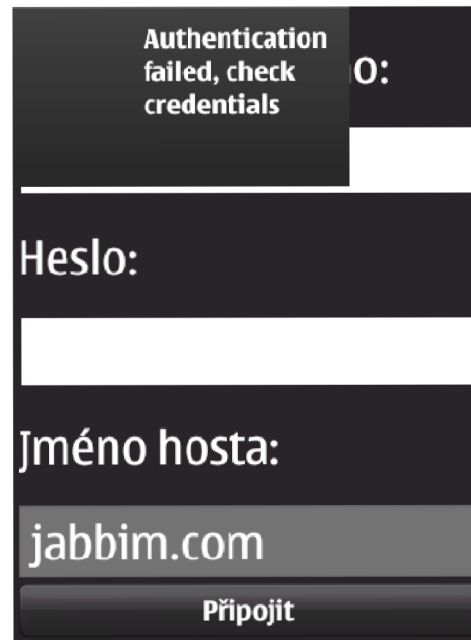 Authentication
failed, check
credentials
o:
Heslo:
Jméno hosta:
jabbim.com
Připojit